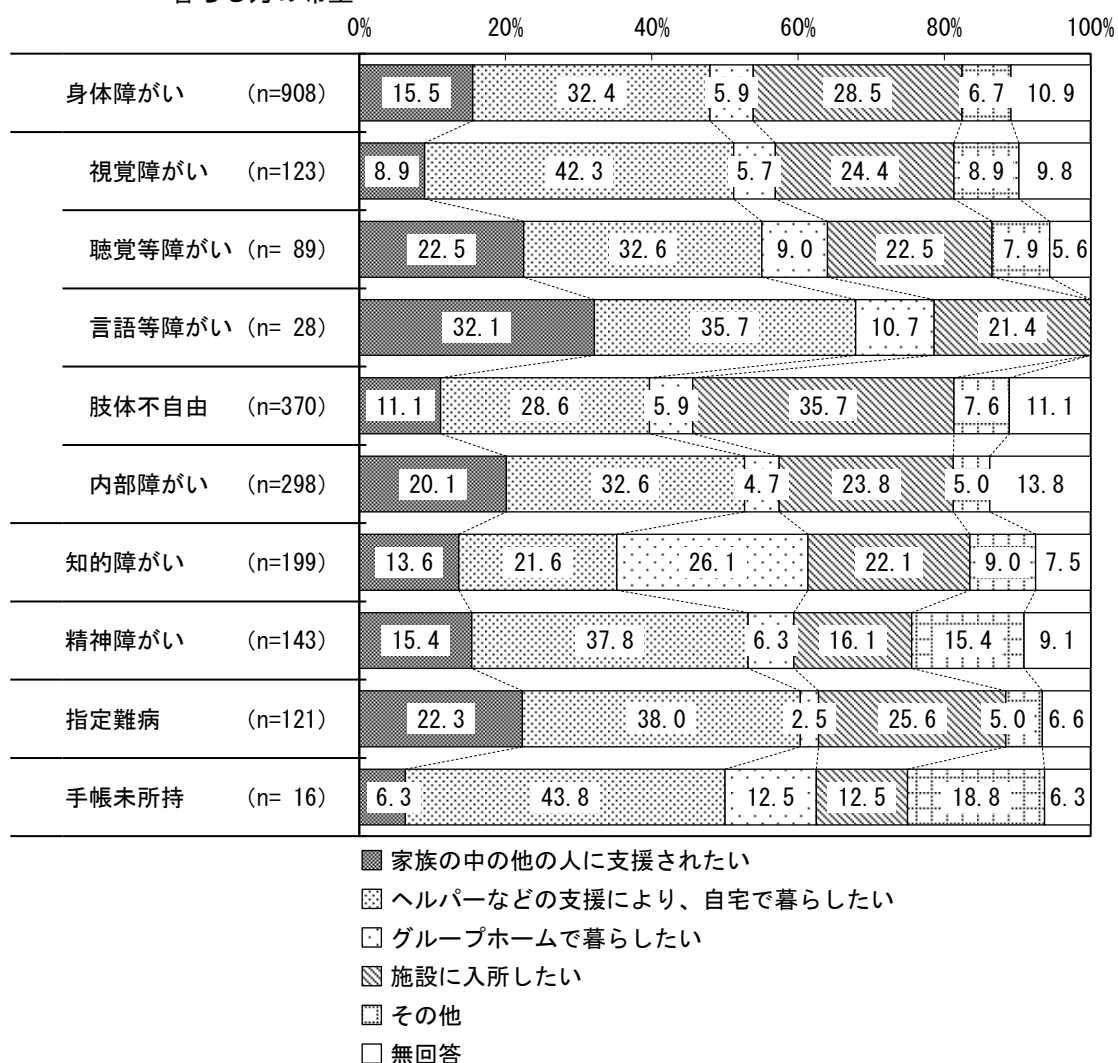 0% 20% 40% 60% 80% 100%
身体障がい (n=908) 15.5 32.4 5.9 28.5 6.7 10.9
視覚障がい (n=123) 8.9 42.3 5.7 24.4 8.9 9.8
聴覚等障がい (n= 89) 22.5 32.6 9.0 22.5 7.9 5.6
言語等障がい (n= 28) 32.1 35.7 10.7 21.4
肢体不自由 (n=370) 11.1 28.6 5.9 35.7 7.6 11.1
内部障がい (n=298) 20.1 32.6 4.7 23.8 5.0 13.8
知的障がい (n=199) 13.6 21.6 26.1 22.1 9.0 7.5
精神障がい (n=143) 15.4 37.8 6.3 16.1 15.4 9.1
指定難病 (n=121) 22.3 38.0 2.5 25.6 5.0 6.6
手帳未所持 (n= 16) 6.3 43.8 12.5 12.5 18.8 6.3
家族の中の他の人に支援されたい
ヘルパーなどの支援により、自宅で暮らしたい
グループホームで暮らしたい
施設に入所したい
その他
無回答